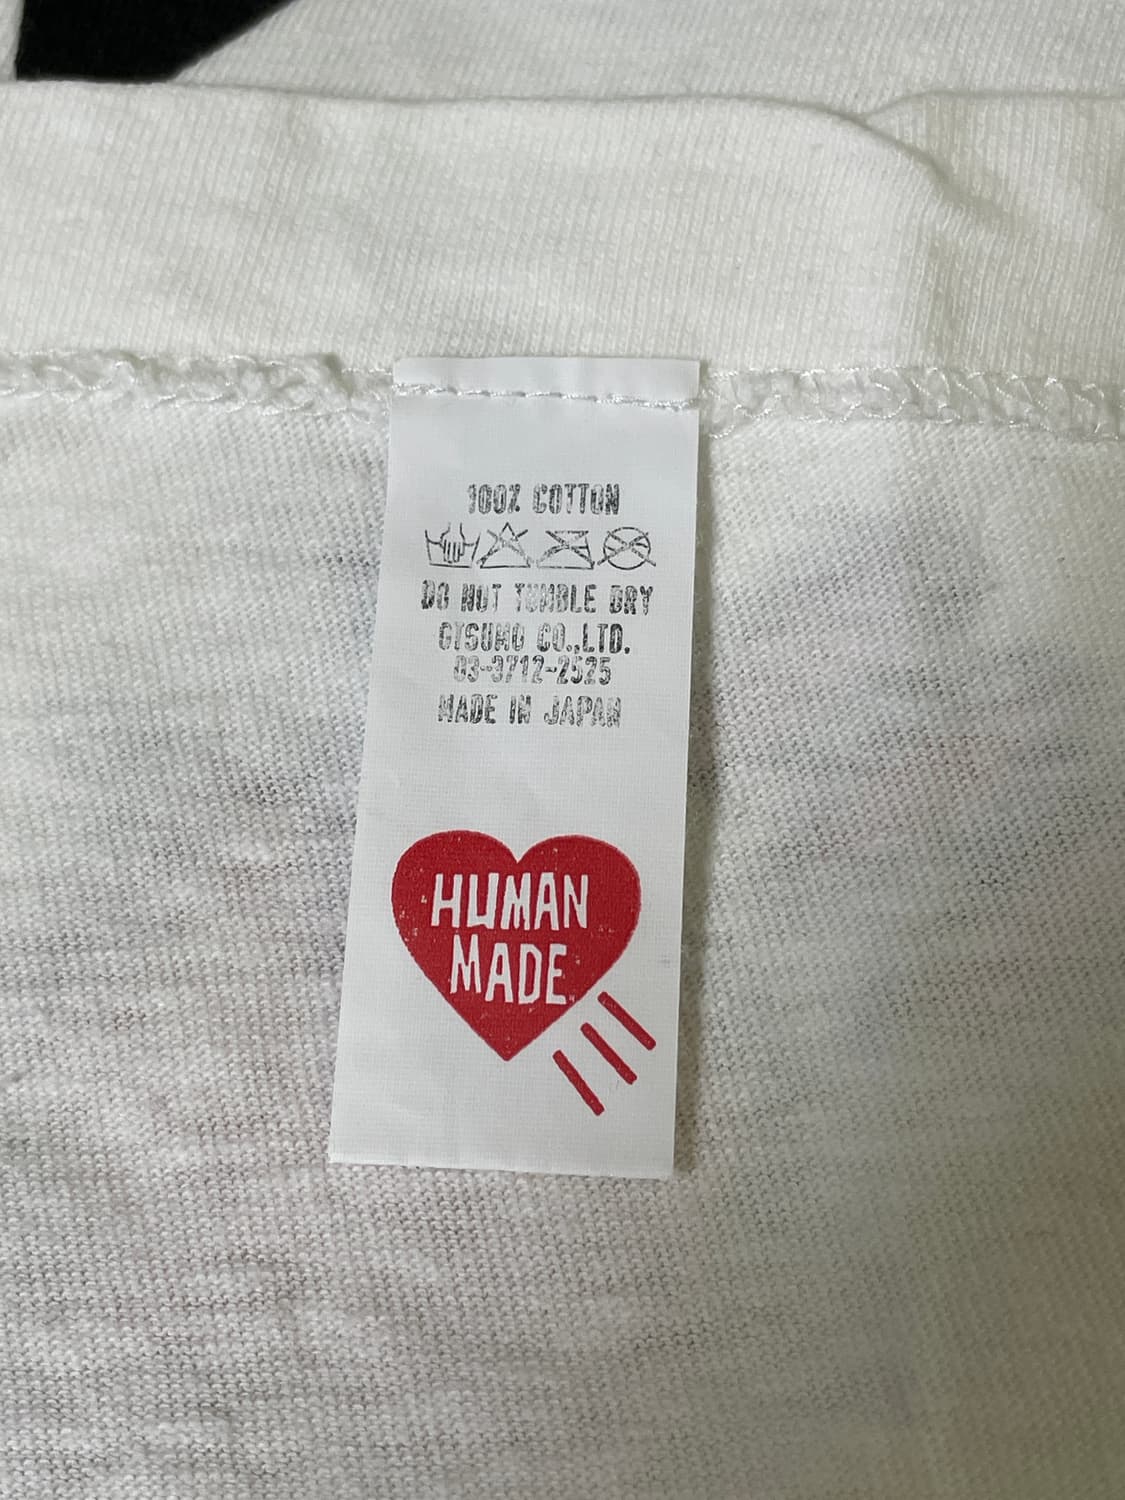 100% COTTON
DO NOT TUMBLE DRY
OTSUMO CO.,LTD.
03-3712-2525
MADE IN JAPAN
HUMAN
MADE